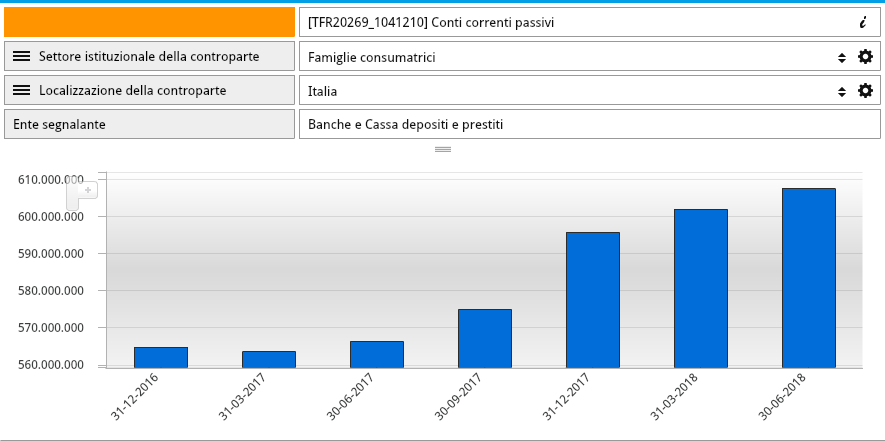 [TFR20269_1041210] Conti correnti passivi
Settore istituzionale della controparte
Famiglie consumatrici
Localizzazione della controparte
Italia
Ente segnalante
Banche e Cassa depositi e prestiti
610.000.000
600.000.000
590.000.000
580.000.000
570.000.000
560.000.000
31-12-2016
31-03-2017
30-06-2017
30-09-2017
31-12-2017
31-03-2018
30-06-2018